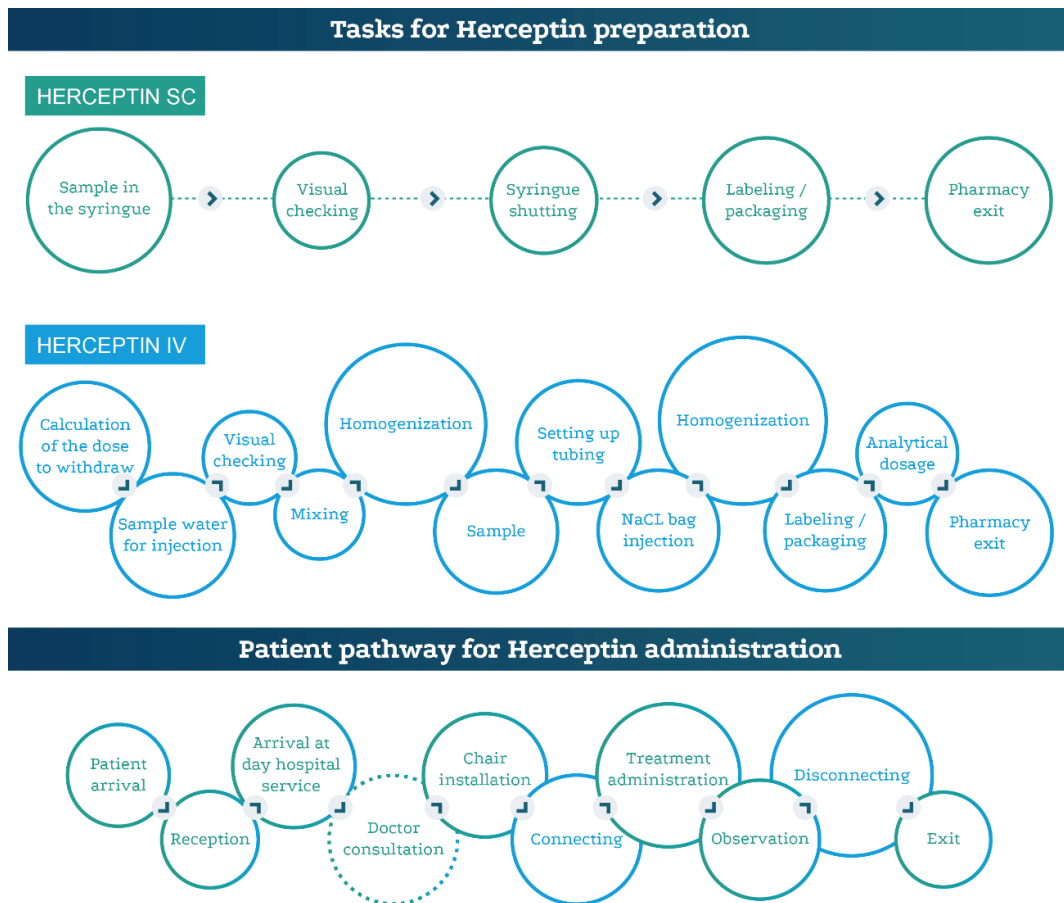 Tasks for Herceptin preparation
HERCEPTIN SC
Sample in
the syringue
Visual
checking
Syringue
shutting
Labeling /
packaging
Pharmacy
exit
HERCEPTIN IV
Calculation
of the dose
to withdraw
Sample water
for injection
Visual
checking
Mixing
Homogenization
Sample
Setting up
tubing
NaCL bag
injection
Homogenization
Labeling /
packaging
Analytical
dosage
Pharmacy
exit
Patient pathway for Herceptin administration
Patient
arrival
Reception
Arrival at
day hospital
service
Doctor
consultation
Chair
installation
Connecting
Treatment
administration
Observation
Disconnecting
Exit